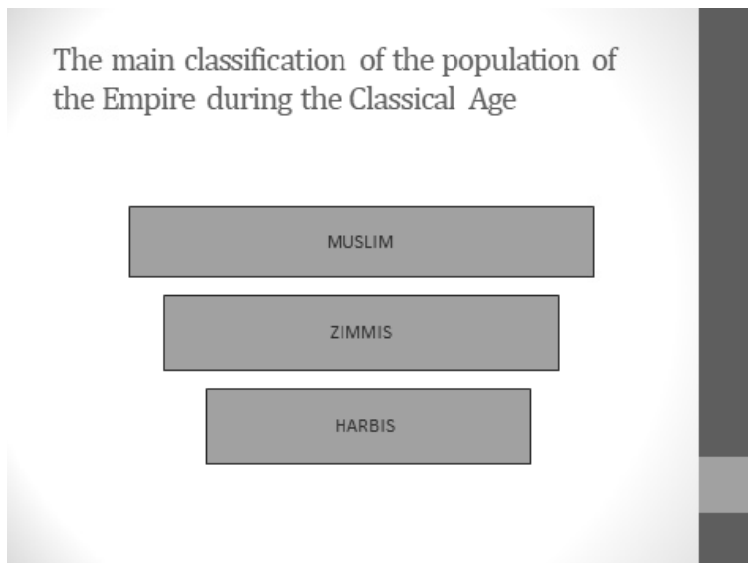 The main classification of the population of
the Empire during the Classical Age
MUSLIM
ZIMMIS
HARBIS